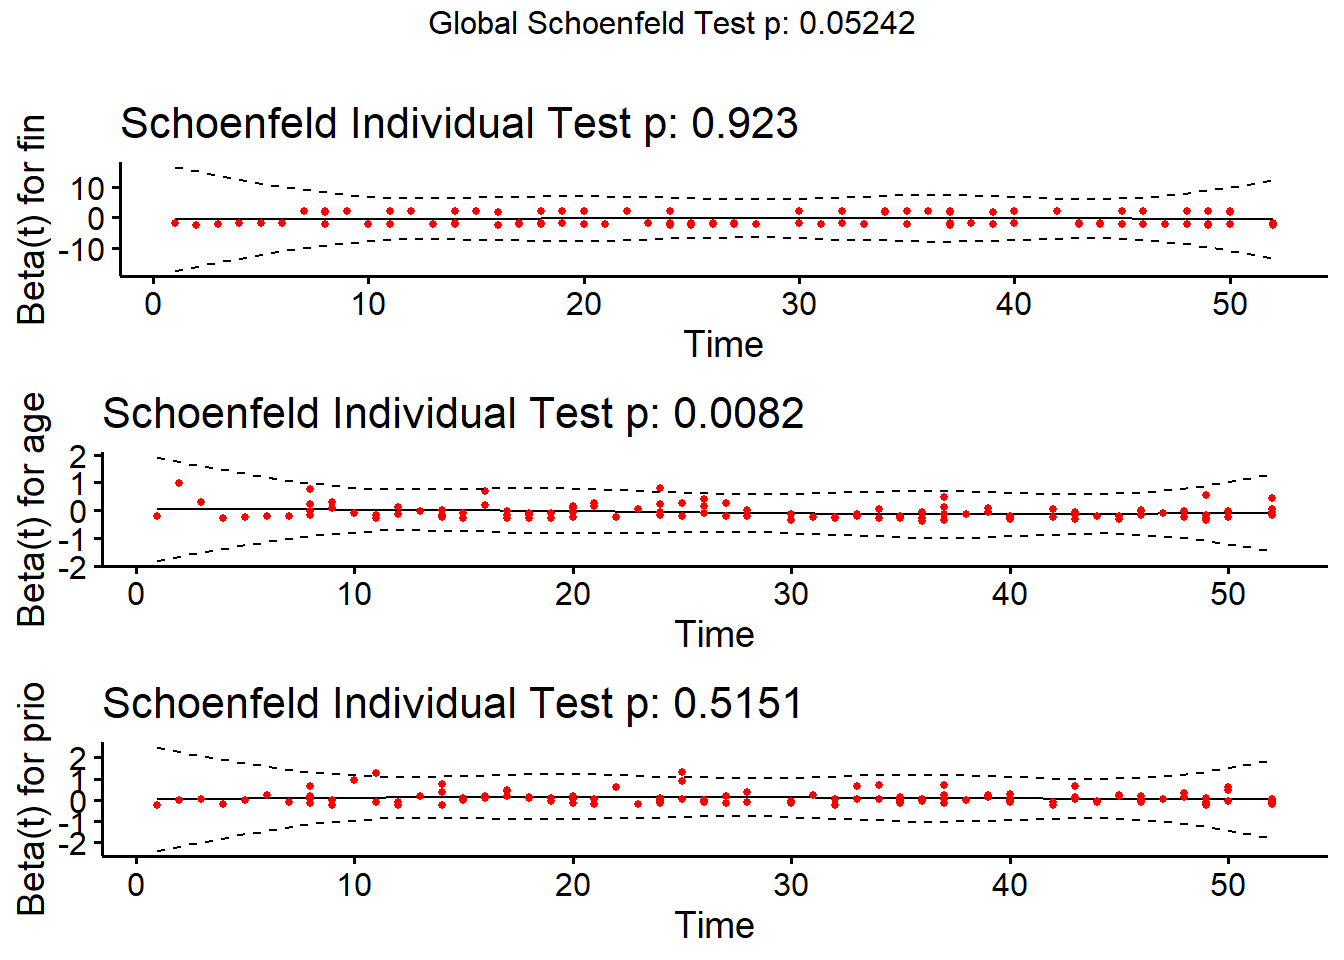 Global Schoenfeld Test p: 0.05242
Schoenfeld Individual Test p: 0.923
Beta(t) for fin
10
0
-10
0 10 20 30 40 50
Time
Schoenfeld Individual Test p: 0.0082
Beta(t) for age
2
1
0
-1
-2
0 10 20 30 40 50
Time
Schoenfeld Individual Test p: 0.5151
Beta(t) for prio
2
1
0
-1
-2
0 10 20 30 40 50
Time